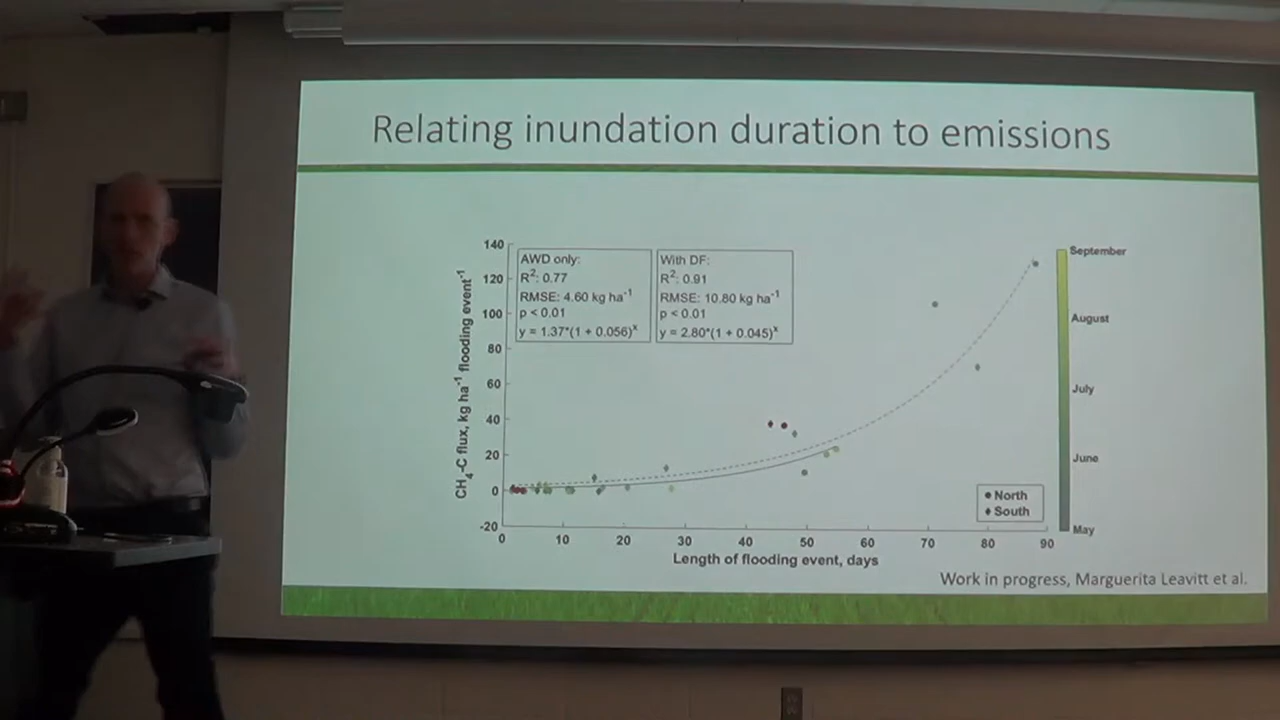 Relating inundation duration to emissions
AWD only:
R²: 0.77
RMSE: 4.60 kg ha⁻¹
p < 0.01
y = 1.37*(1 + 0.056)ˣ
With DF:
R²: 0.91
RMSE: 10.80 kg ha⁻¹
p < 0.01
y = 2.80*(1 + 0.045)ˣ
CH₄-C flux, kg ha⁻¹ flooding event⁻¹
140
120
100
80
60
40
20
0
-20
0 10 20 30 40 50 60 70 80 90
Length of flooding event, days
North
South
September
August
July
June
May
Work in progress, Marguerita Leavitt et al.